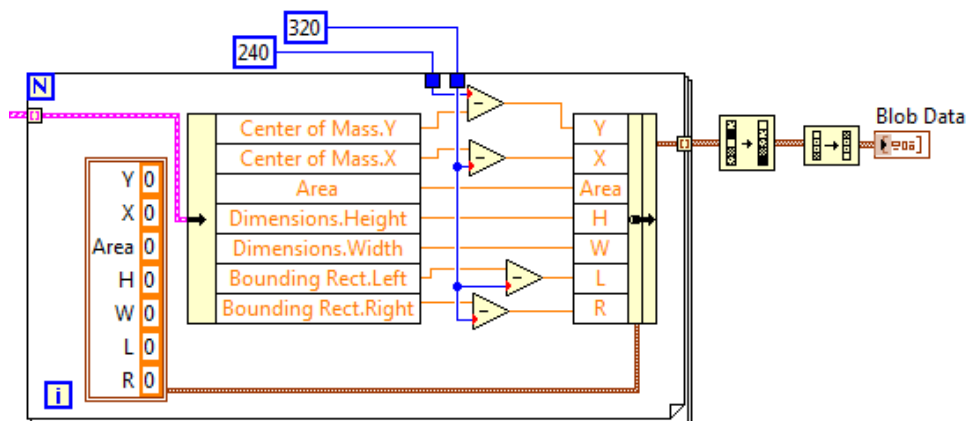 320
240
N
Blob Data
Center of Mass.Y
Y
Center of Mass.X
X
Area
Area
Dimensions.Height
H
Dimensions.Width
W
Bounding Rect.Left
L
Bounding Rect.Right
R
Y 0
X 0
Area 0
H 0
W 0
L 0
R 0
i